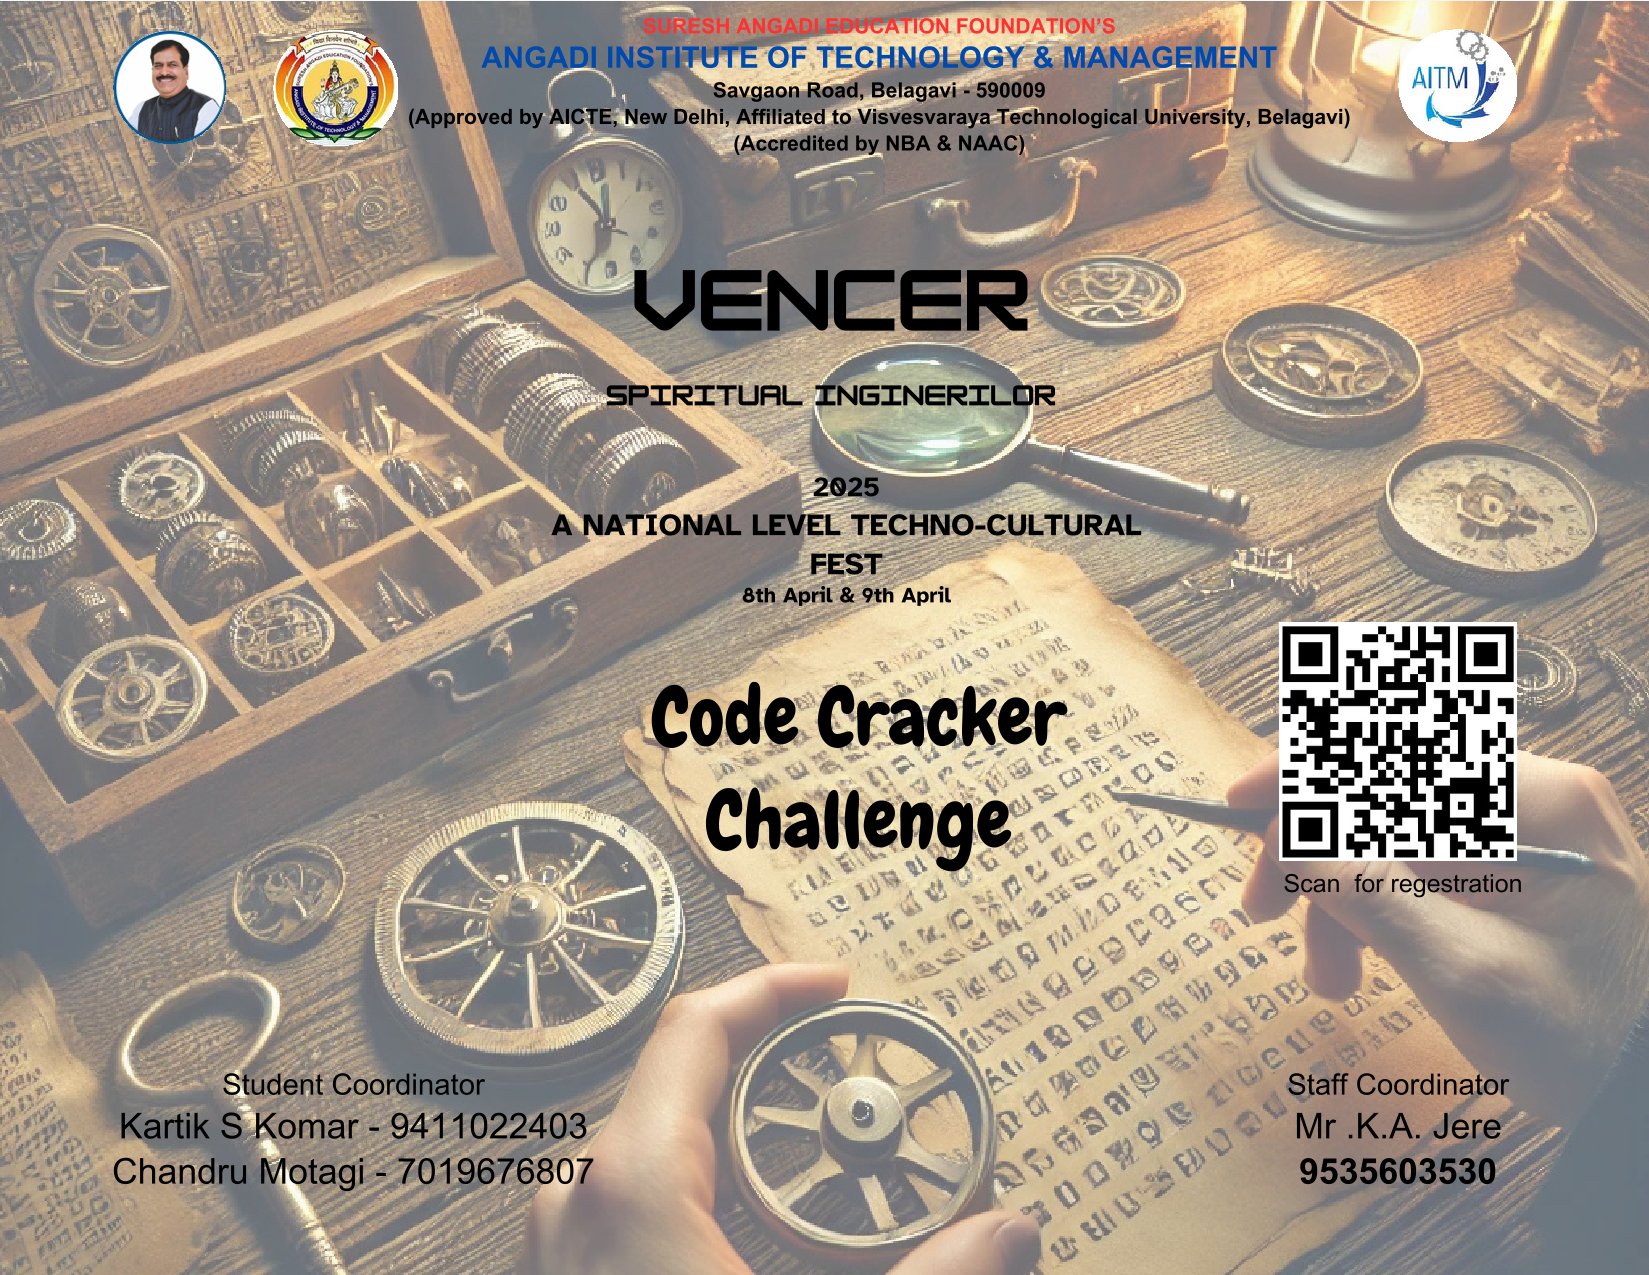 SURESH ANGADI EDUCATION FOUNDATION'S
ANGADI INSTITUTE OF TECHNOLOGY & MANAGEMENT
Savgaon Road, Belagavi - 590009
(Approved by AICTE, New Delhi, Affiliated to Visvesvaraya Technological University, Belagavi)
(Accredited by NBA & NAAC)
AITM
VENCER
SPIRITUAL INGINERILOR
2025
A NATIONAL LEVEL TECHNO-CULTURAL
FEST
8th April & 9th April
Code Cracker
Challenge
Scan for regestration
Student Coordinator
Kartik S Komar - 9411022403
Chandru Motagi - 7019676807
Staff Coordinator
Mr .K.A. Jere
9535603530